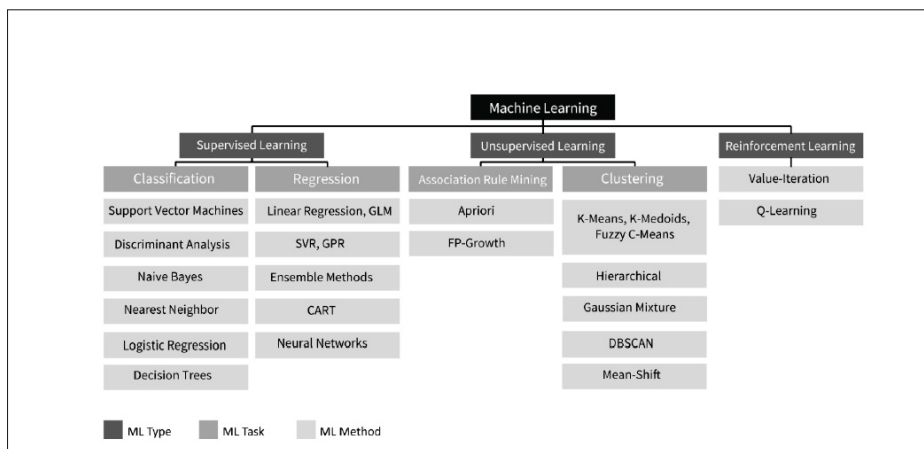 Machine Learning
Supervised Learning
Unsupervised Learning
Reinforcement Learning
Classification
Regression
Association Rule Mining
Clustering
Value-Iteration
Support Vector Machines
Linear Regression, GLM
Apriori
K-Means, K-Medoids,
Fuzzy C-Means
Q-Learning
Discriminant Analysis
SVR, GPR
FP-Growth
Naive Bayes
Ensemble Methods
Hierarchical
Nearest Neighbor
CART
Gaussian Mixture
Logistic Regression
Neural Networks
DBSCAN
Decision Trees
Mean-Shift
ML Type
ML Task
ML Method